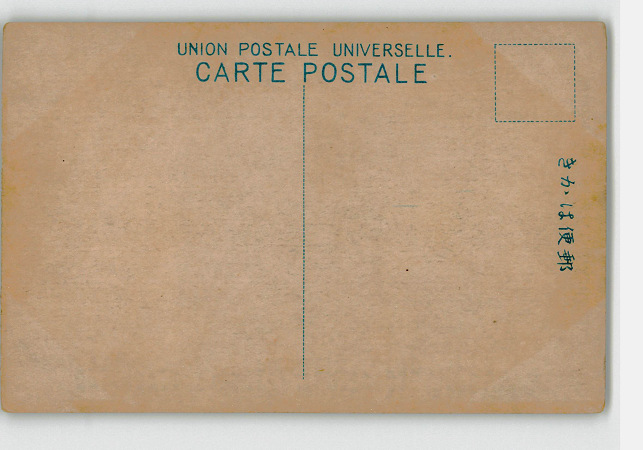 UNION POSTALE UNIVERSELLE.
CARTE POSTALE
きかは便郵